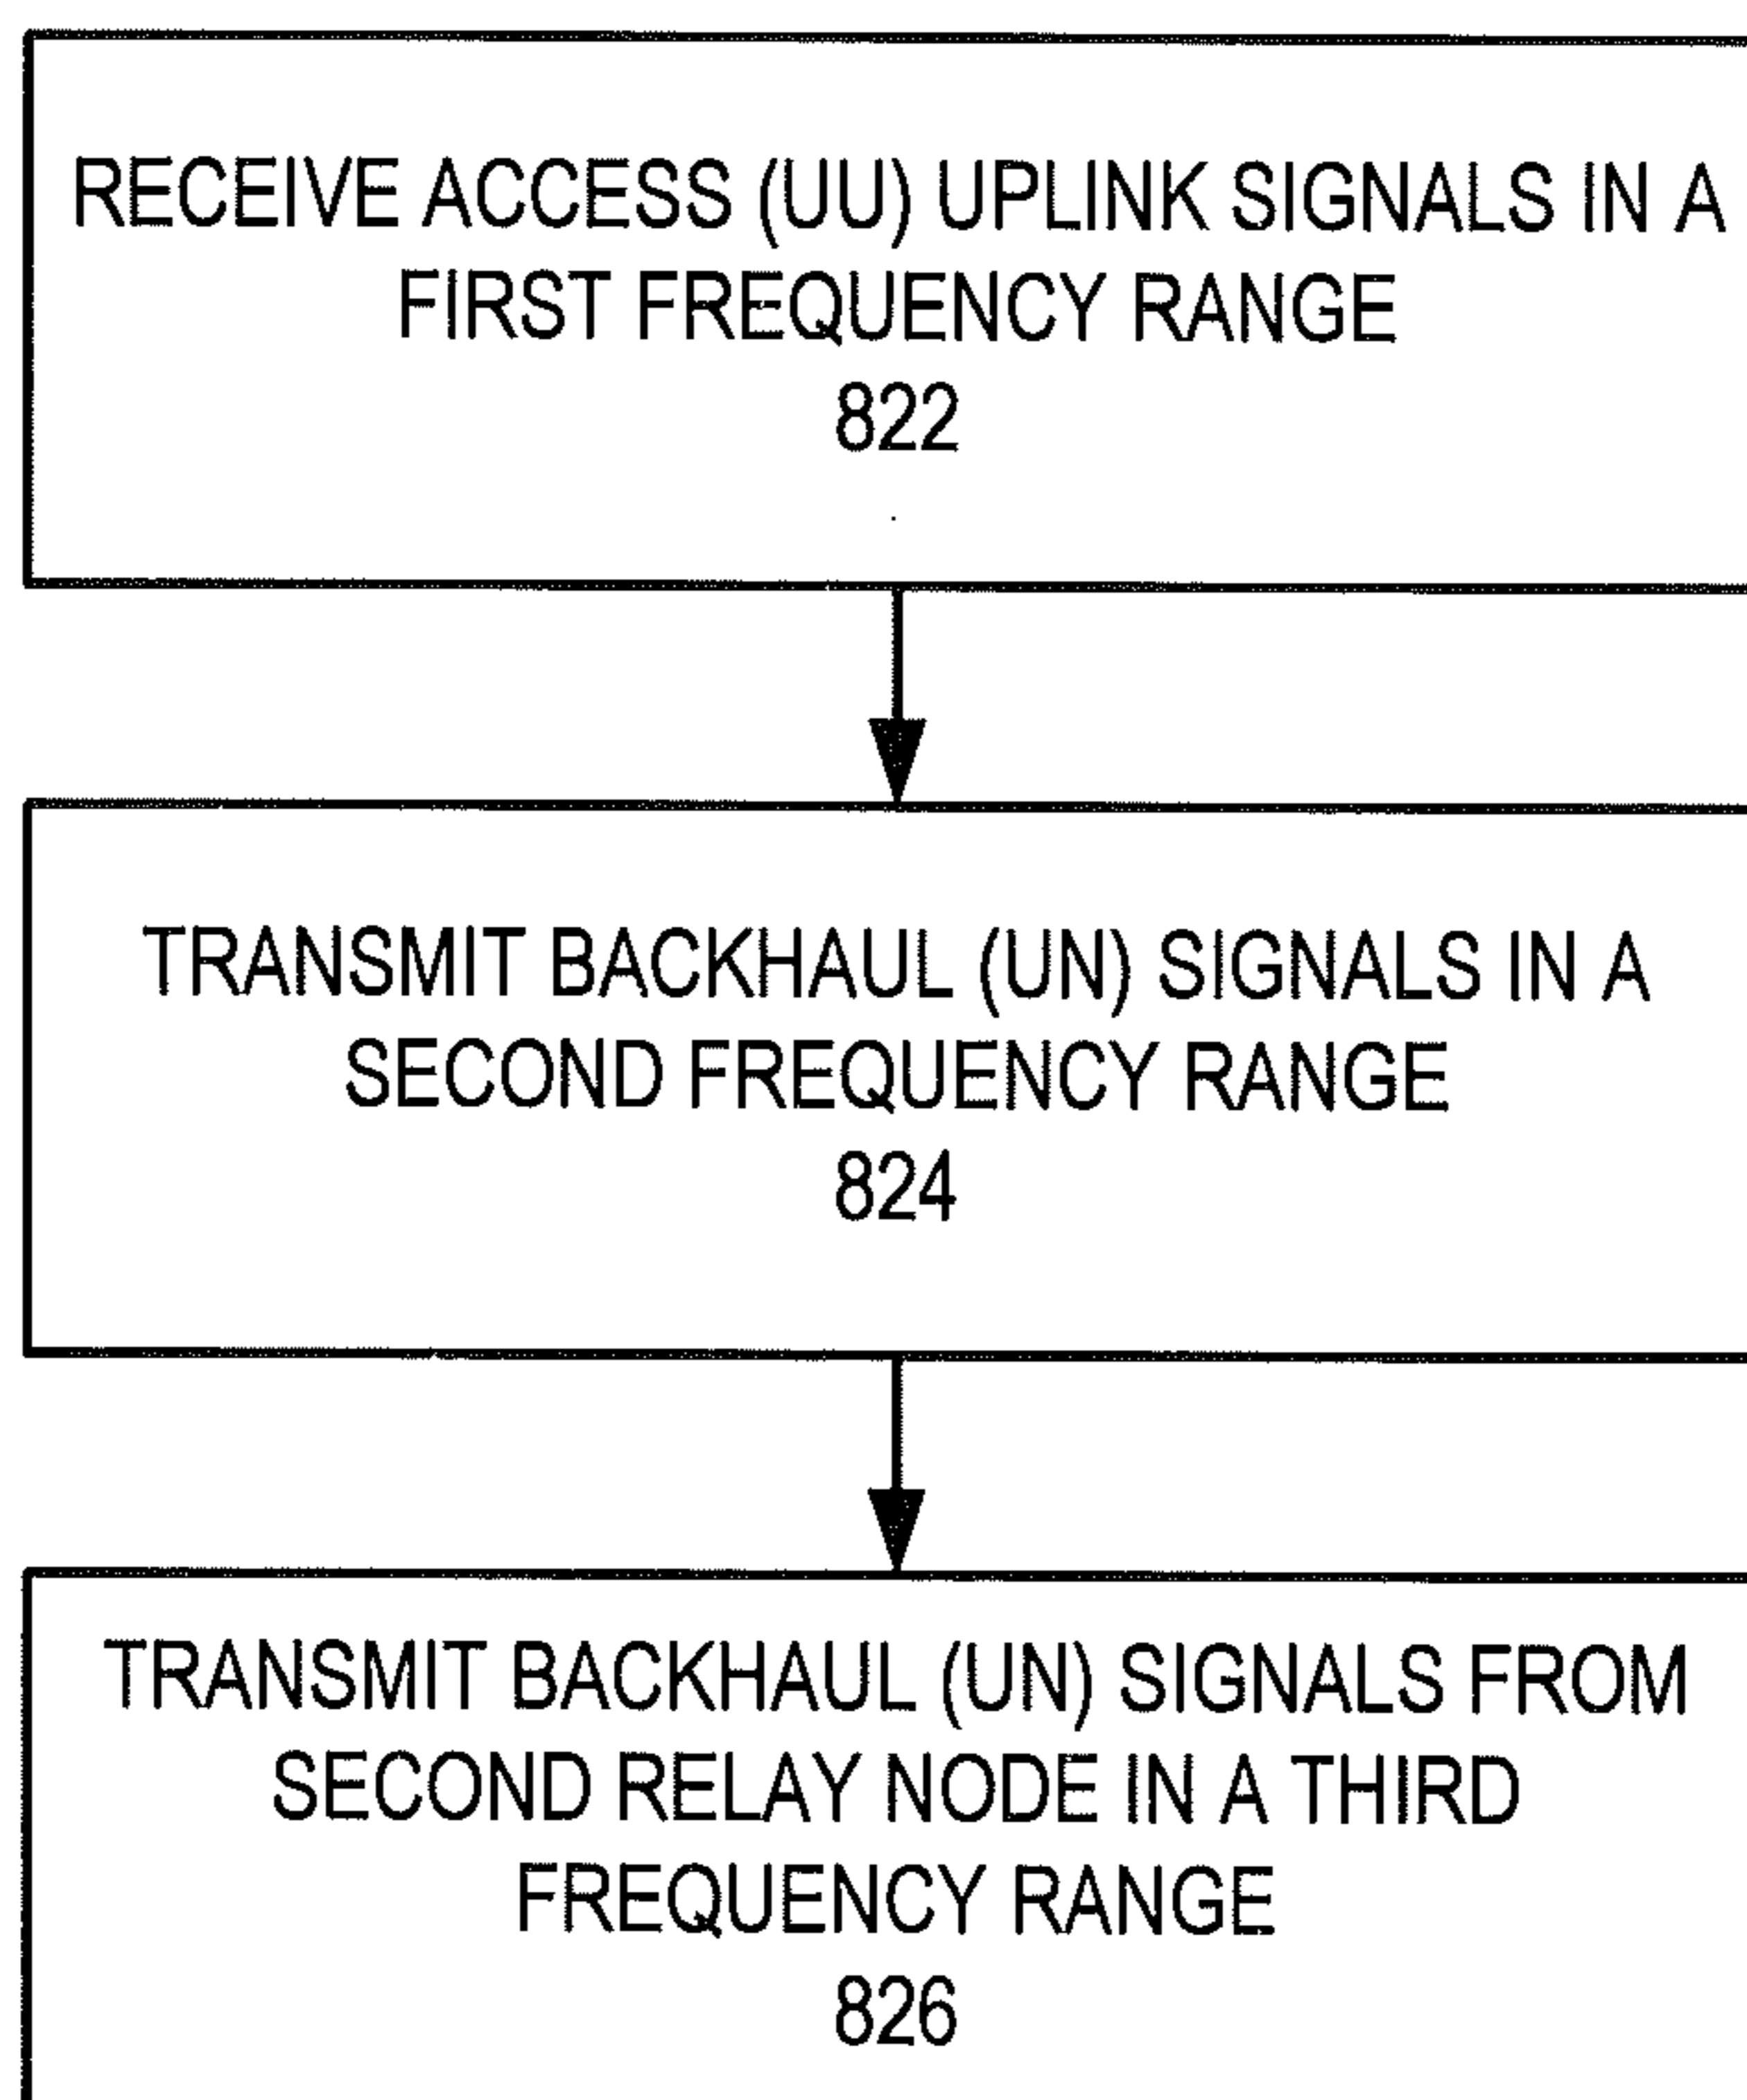 RECEIVE ACCESS (UU) UPLINK SIGNALS IN A
FIRST FREQUENCY RANGE
822
TRANSMIT BACKHAUL (UN) SIGNALS IN A
SECOND FREQUENCY RANGE
824
TRANSMIT BACKHAUL (UN) SIGNALS FROM
SECOND RELAY NODE IN A THIRD
FREQUENCY RANGE
826